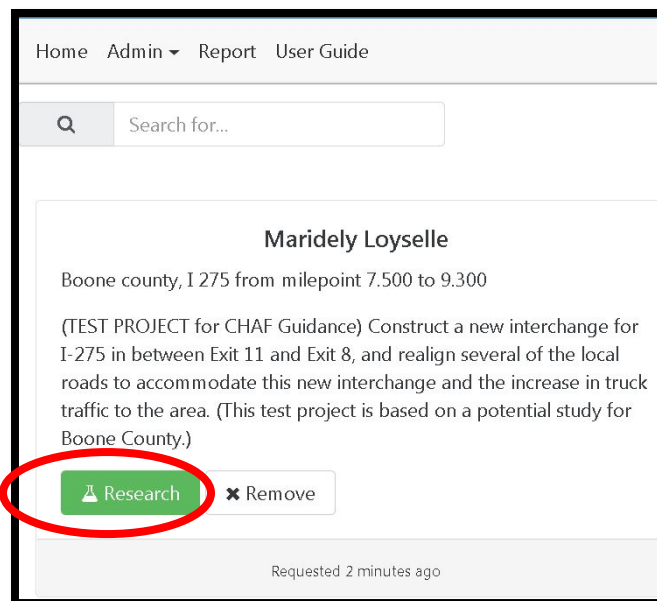 Home Admin Report User Guide
Search for...
Maridely Loyselle
Boone county, I 275 from milepoint 7.500 to 9.300
(TEST PROJECT for CHAF Guidance) Construct a new interchange for
I-275 in between Exit 11 and Exit 8, and realign several of the local
roads to accommodate this new interchange and the increase in truck
traffic to the area. (This test project is based on a potential study for
Boone County.)
Research Remove
Requested 2 minutes ago